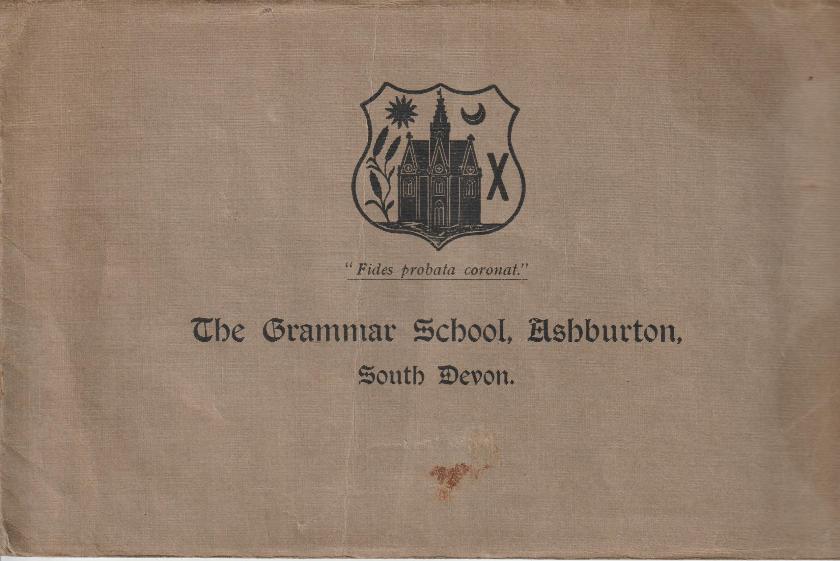 "Fides probata coronat."
The Grammar School, Ashburton,
South Devon.